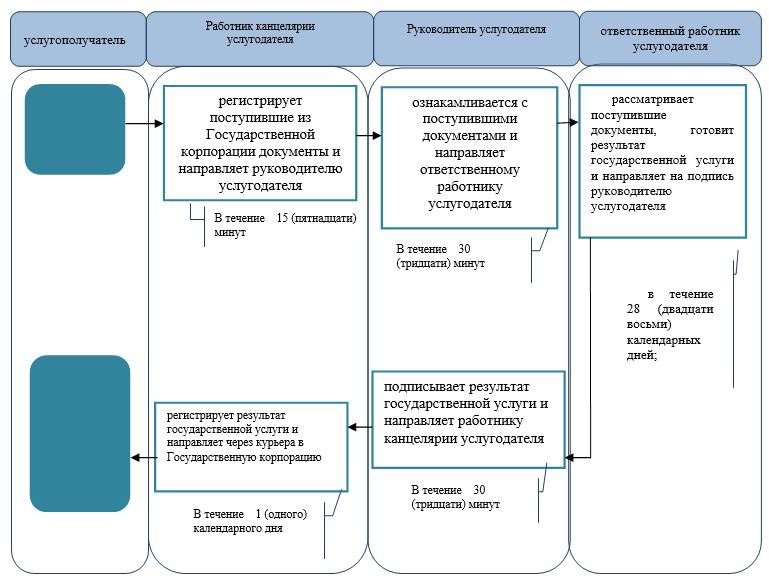 услугополучатель
Работник канцелярии
услугодателя
Руководитель услугодателя
ответственный работник
услугодателя
регистрирует
поступившие из
Государственной
корпорации документы и
направляет руководителю
услугодателя
В течение 15 (пятнадцати)
минут
ознакамливается с
поступившими
документами и
направляет
ответственному
работнику
услугодателя
В течение 30
(тридцати) минут
рассматривает
поступившие
документы, готовит
результат
государственной услуги
и направляет на подпись
руководителю
услугодателя
в течение
28 (двадцати
восьми)
календарных
дней;
подписывает результат
государственной услуги и
направляет работнику
канцелярии услугодателя
В течение 30
(тридцати) минут
регистрирует результат
государственной услуги и
направляет через курьера в
Государственную корпорацию
В течение 1 (одного)
календарного дня